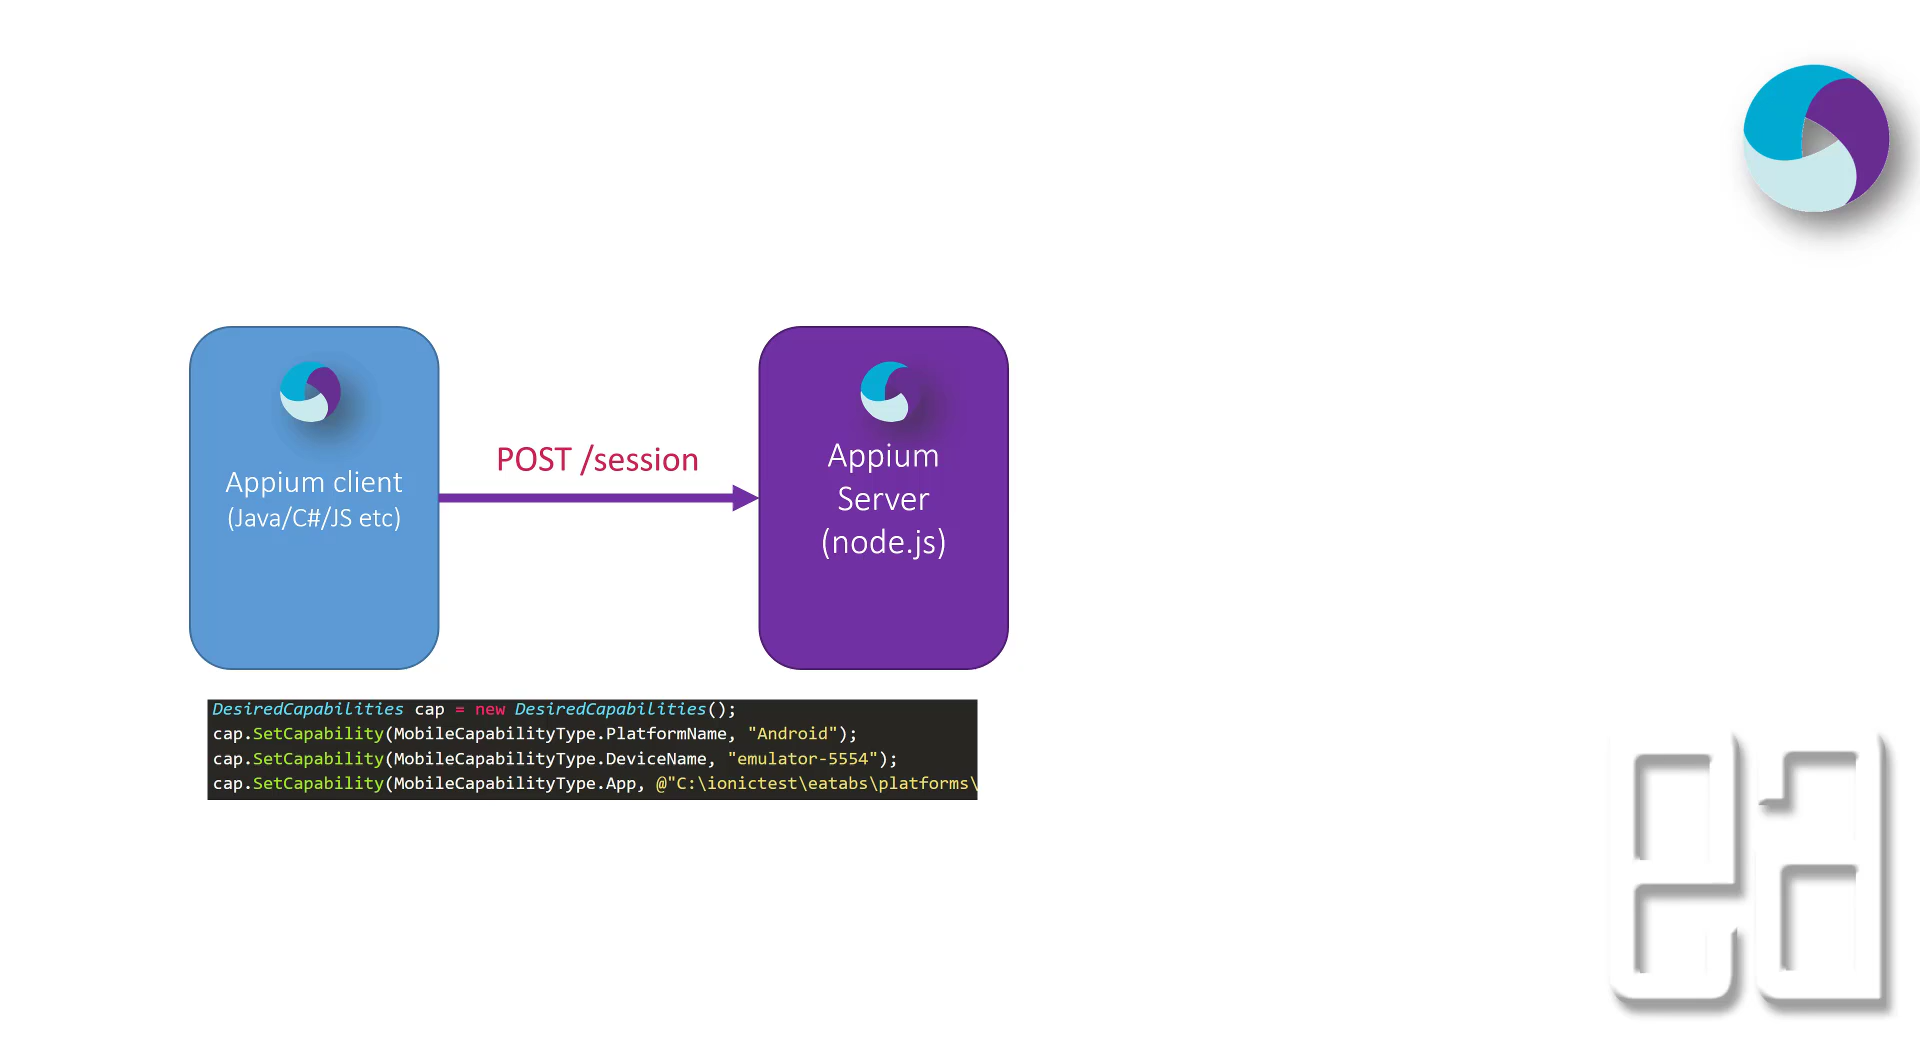 Appium client
(Java/C#/JS etc)
POST /session
Appium
Server
(node.js)
DesiredCapabilities cap = new DesiredCapabilities();
cap.SetCapability(MobileCapabilityType.PlatformName, "Android");
cap.SetCapability(MobileCapabilityType.DeviceName, "emulator-5554");
cap.SetCapability(MobileCapabilityType.App, @"C:\ionictest\eatabs\platforms\
ea